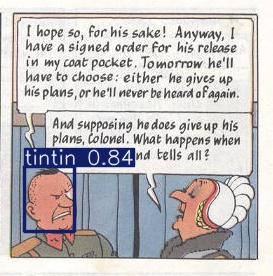 I hope so, for his sake! Anyway, I
have a signed order for his release
in my coat pocket. Tomorrow he'll
have to choose: either he gives up
his plans, or he'll never be heard of again.
And supposing he does give up his
plans, Colonel. What happens when
tintin 0.84 nd tells all?